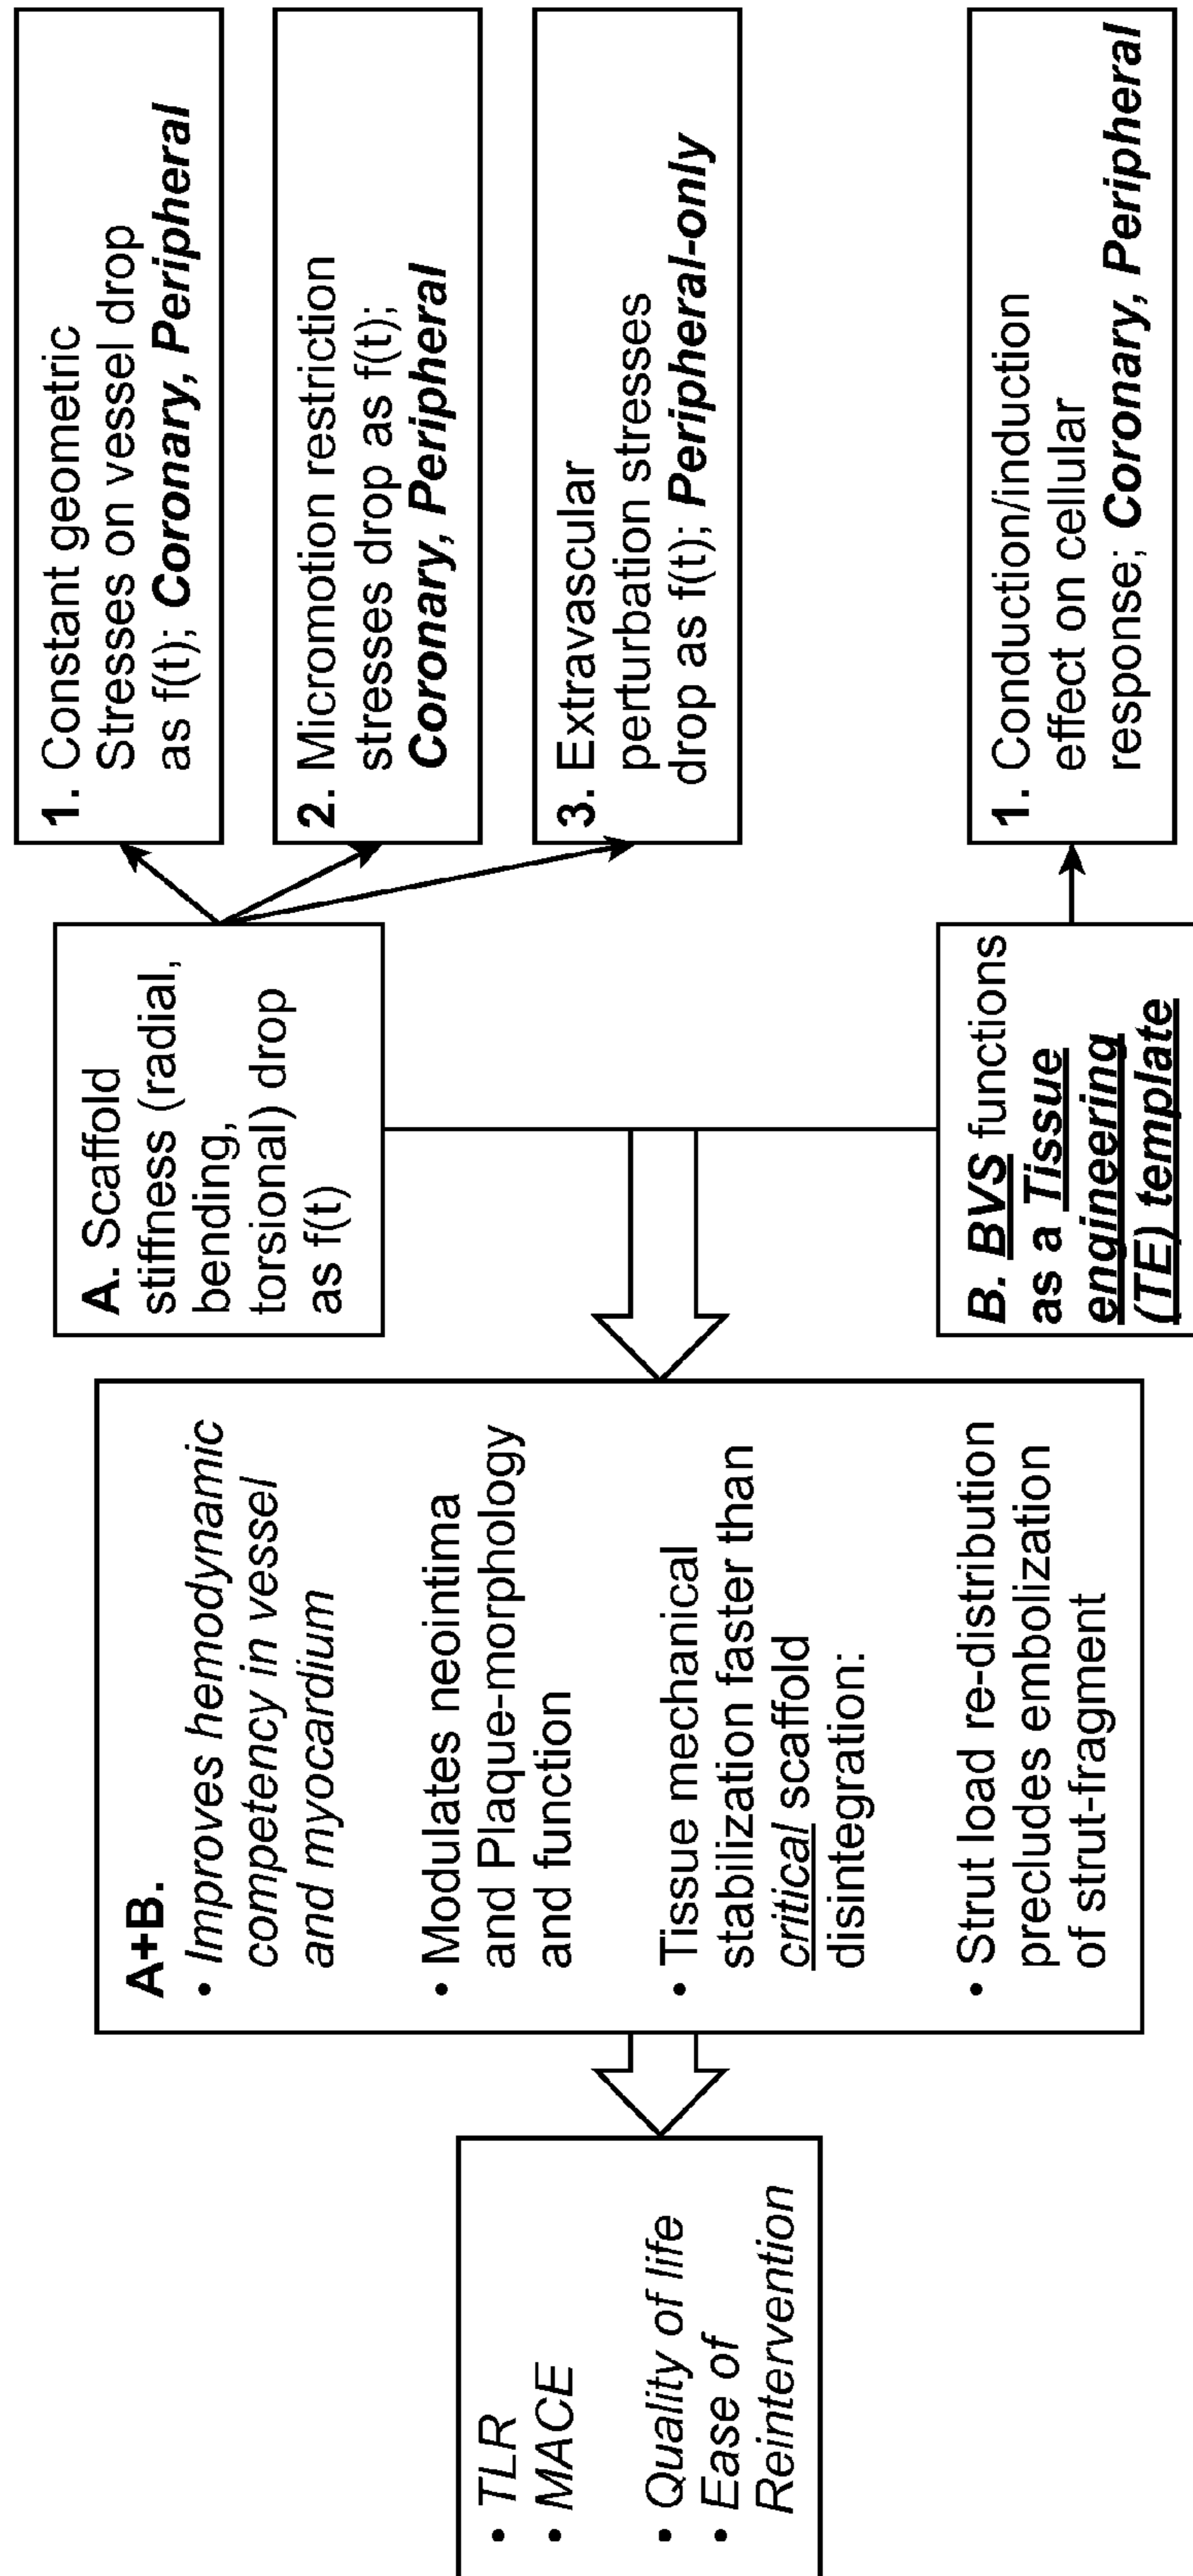 • TLR
• MACE
• Quality of life
• Ease of
Reintervention
A+B.
• Improves hemodynamic
competency in vessel
and myocardium
• Modulates neointima
and Plaque-morphology
and function
• Tissue mechanical
stabilization faster than
critical scaffold
disintegration:
• Strut load re-distribution
precludes embolization
of strut-fragment
A. Scaffold
stiffness (radial,
bending,
torsional) drop
as f(t)
B. BVS functions
as a Tissue
engineering
(TE) template
1. Constant geometric
Stresses on vessel drop
as f(t); Coronary, Peripheral
2. Micromotion restriction
stresses drop as f(t);
Coronary, Peripheral
3. Extravascular
perturbation stresses
drop as f(t); Peripheral-only
1. Conduction/induction
effect on cellular
response; Coronary, Peripheral